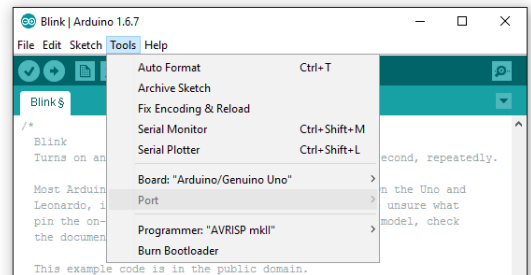 Blink | Arduino 1.6.7
File Edit Sketch Tools Help
Auto Format Ctrl+T
Archive Sketch
Fix Encoding & Reload
Serial Monitor Ctrl+Shift+M
Serial Plotter Ctrl+Shift+L
Board: "Arduino/Genuino Uno"
Port
Programmer: "AVRISP mkII"
Burn Bootloader
Blink §
/*
Blink
Turns on an econd, repeatedly.
Most Arduin n the Uno and
Leonardo, i unsure what
pin the on- model, check
the documen
This example code is in the public domain.